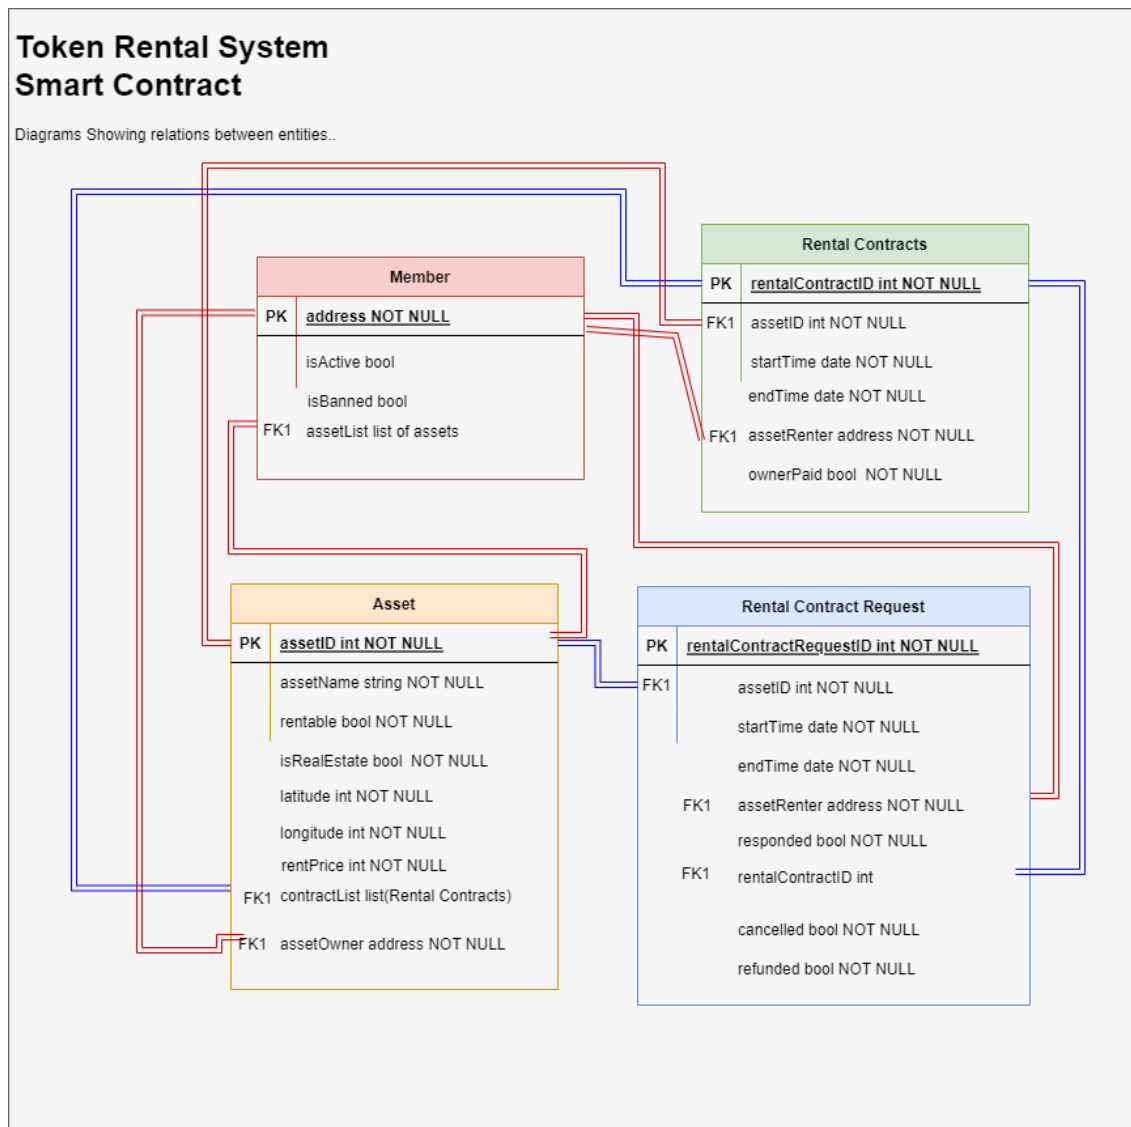 Token Rental System
Smart Contract
Diagrams Showing relations between entities..
Member
PK address NOT NULL
isActive bool
isBanned bool
FK1 assetList list of assets
Rental Contracts
PK rentalContractID int NOT NULL
FK1 assetID int NOT NULL
startTime date NOT NULL
endTime date NOT NULL
FK1 assetRenter address NOT NULL
ownerPaid bool  NOT NULL
Asset
PK assetID int NOT NULL
assetName string NOT NULL
rentable bool NOT NULL
isRealEstate bool  NOT NULL
latitude int NOT NULL
longitude int NOT NULL
rentPrice int NOT NULL
FK1 contractList list(Rental Contracts)
FK1 assetOwner address NOT NULL
Rental Contract Request
PK rentalContractRequestID int NOT NULL
FK1 assetID int NOT NULL
startTime date NOT NULL
endTime date NOT NULL
FK1 assetRenter address NOT NULL
responded bool NOT NULL
FK1 rentalContractID int
cancelled bool NOT NULL
refunded bool NOT NULL